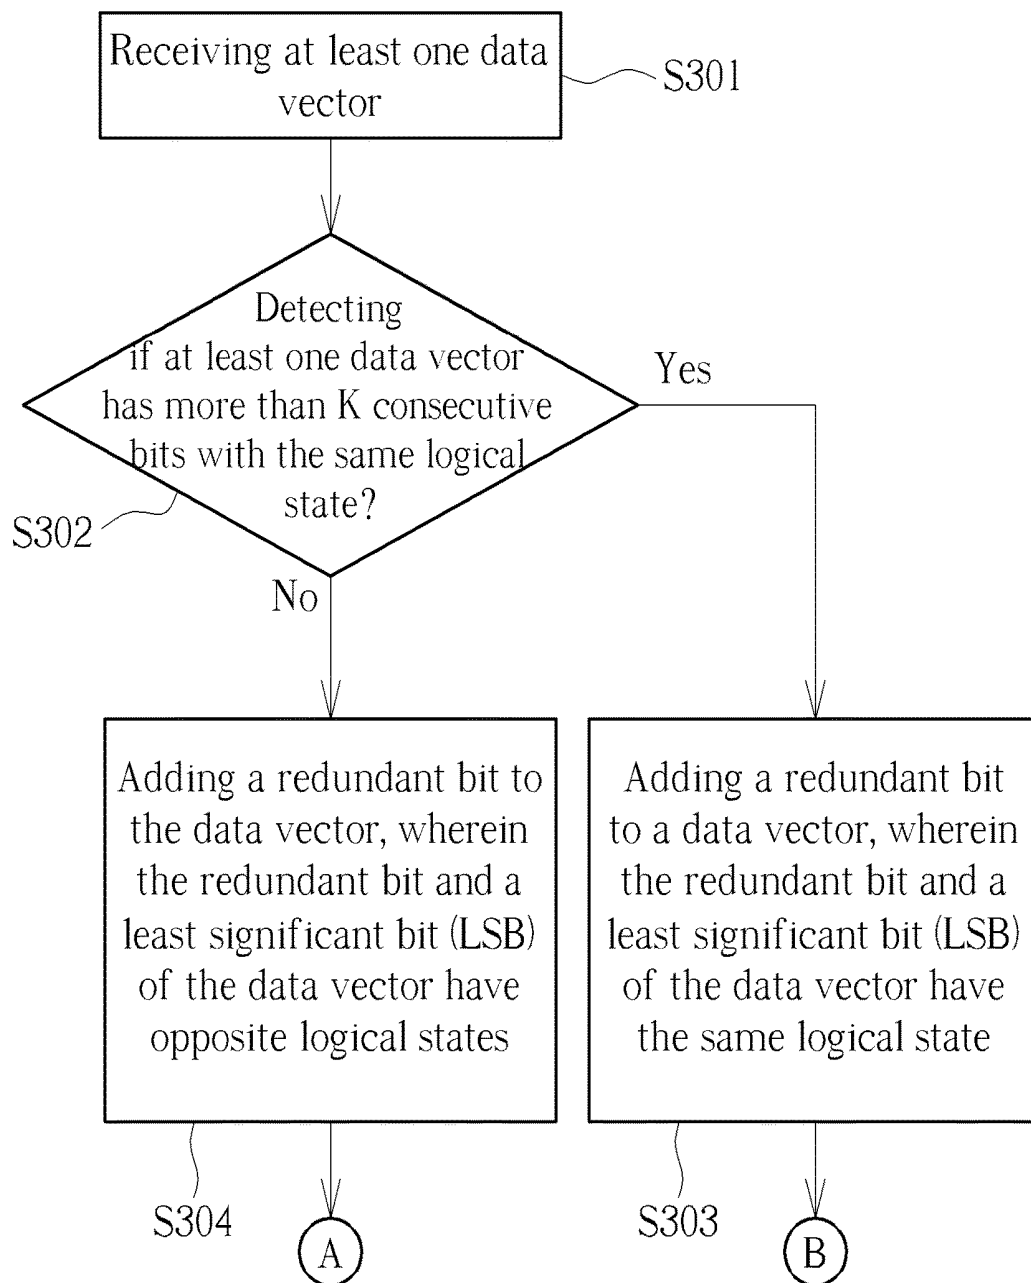 Receiving at least one data
vector
S301
Detecting
if at least one data vector
has more than K consecutive
bits with the same logical
state?
Yes
S302
No
Adding a redundant bit to
the data vector, wherein
the redundant bit and a
least significant bit (LSB)
of the data vector have
opposite logical states
Adding a redundant bit
to a data vector, wherein
the redundant bit and a
least significant bit (LSB)
of the data vector have
the same logical state
S304
S303
A
B